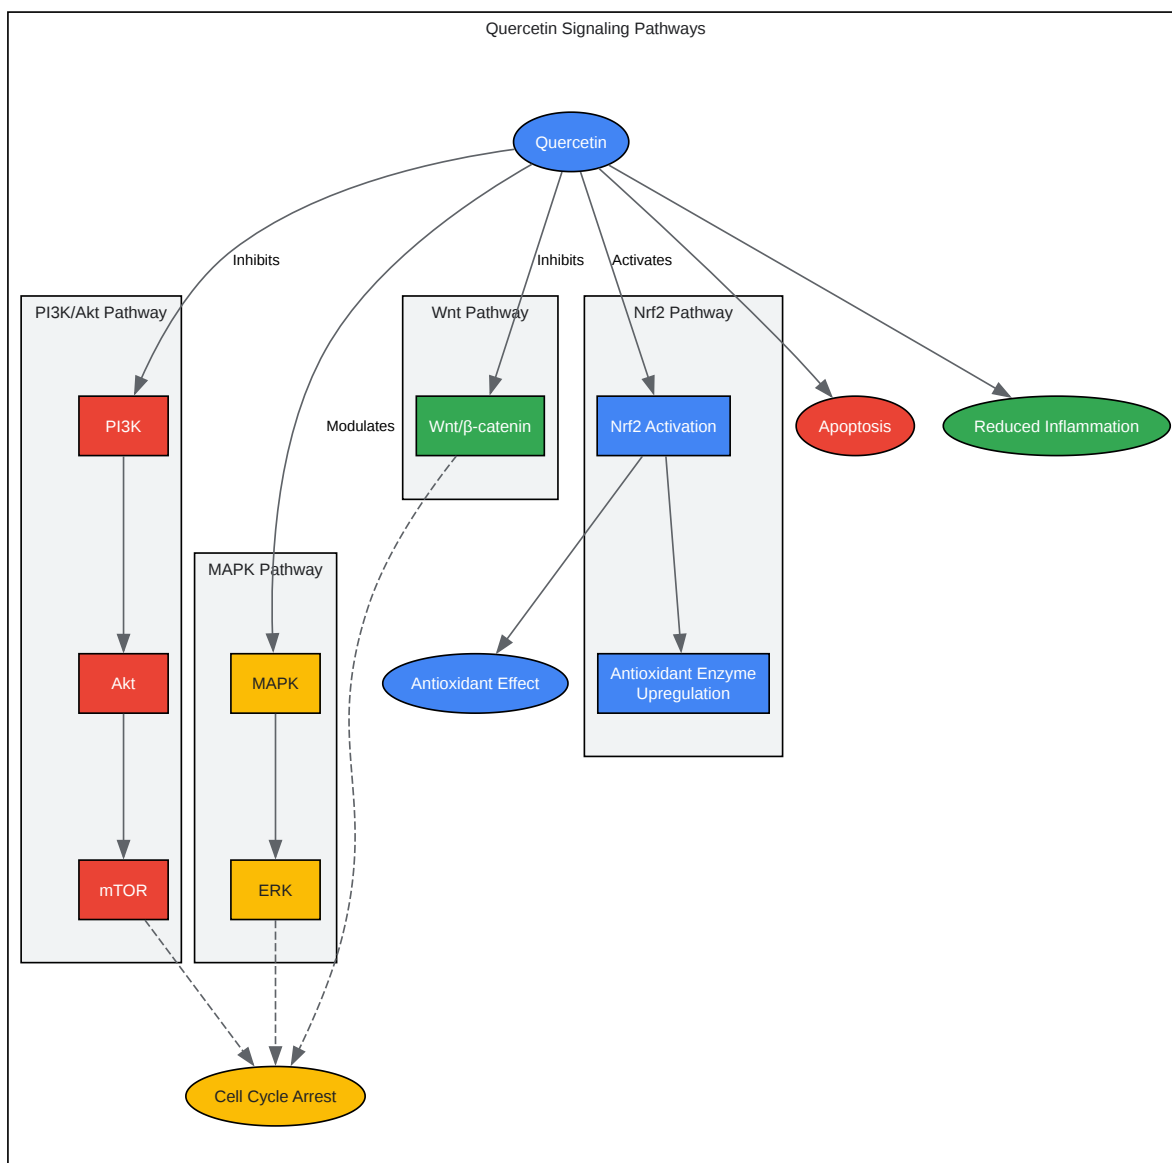 Quercetin Signaling Pathways
Quercetin
Inhibits
Inhibits
Activates
PI3K/Akt Pathway
Wnt Pathway
Nrf2 Pathway
PI3K
Modulates
Wnt/β-catenin
Nrf2 Activation
Apoptosis
Reduced Inflammation
MAPK Pathway
Akt
MAPK
Antioxidant Effect
Antioxidant Enzyme
Upregulation
mTOR
ERK
Cell Cycle Arrest